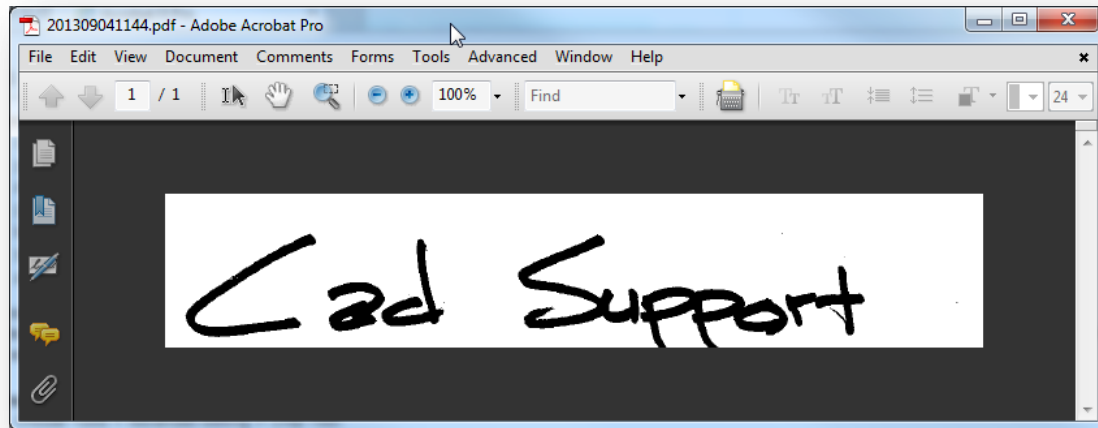 201309041144.pdf - Adobe Acrobat Pro
File Edit View Document Comments Forms Tools Advanced Window Help
1 / 1 100% Find 24
Cad Support